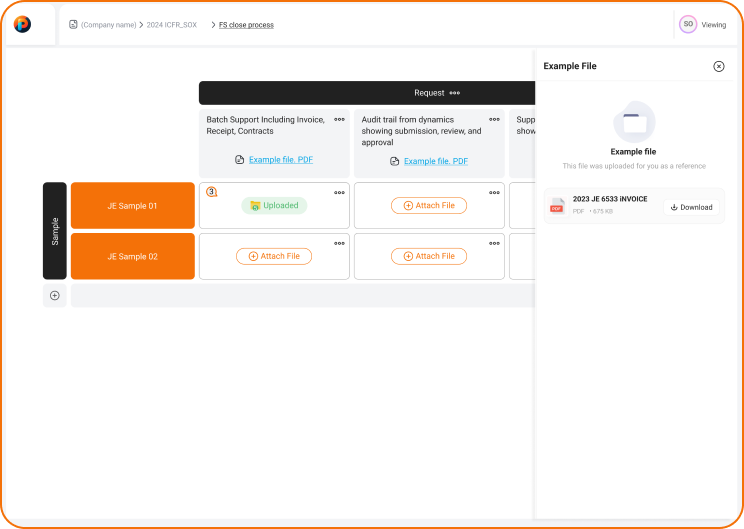 (Company name) 2024 ICFR_SOX FS close process
SO Viewing
Request
Batch Support Including Invoice,
Receipt, Contracts
Example file. PDF
Audit trail from dynamics
showing submission, review, and
approval
Example file. PDF
Supp
show
Sample
JE Sample 01
3
Uploaded
Attach File
JE Sample 02
Attach File
Attach File
Example File
Example file
This file was uploaded for you as a reference
PDF
2023 JE 6533 iNVOICE
PDF • 675 KB
Download